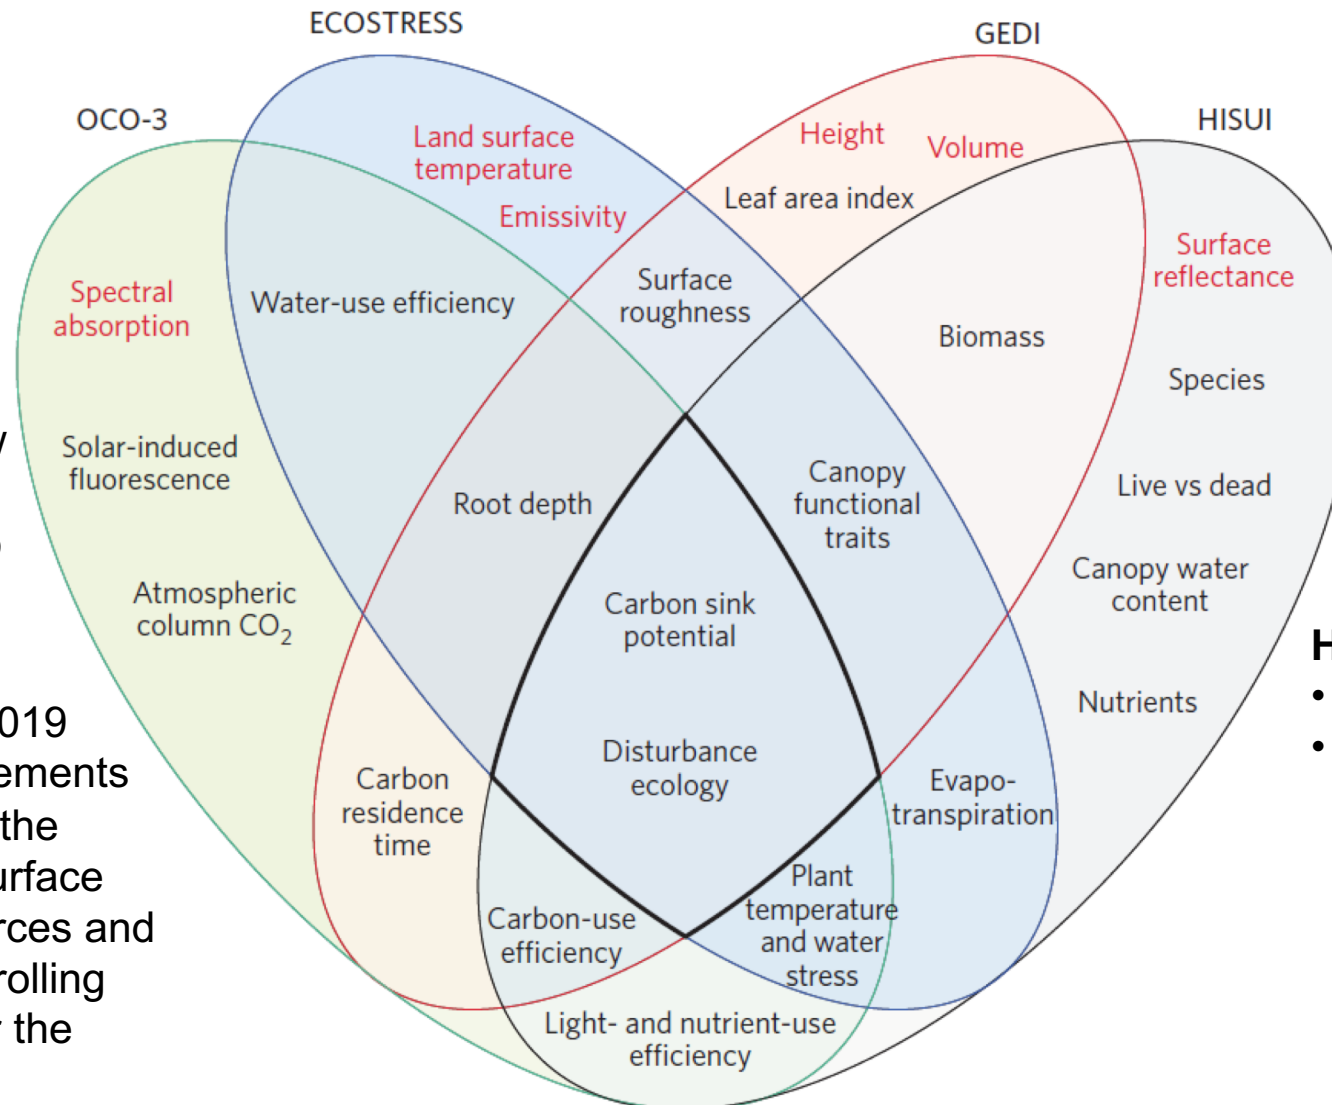 ECOSTRESS
GEDI
OCO-3
HISUI
Land surface
temperature
Emissivity
Height
Volume
Leaf area index
Surface
reflectance
Spectral
absorption
Water-use efficiency
Surface
roughness
Biomass
Species
Solar-induced
fluorescence
Root depth
Canopy
functional
traits
Live vs dead
Atmospheric
column CO₂
Carbon sink
potential
Canopy water
content
Nutrients
Disturbance
ecology
Carbon
residence
time
Evapo-
transpiration
Carbon-use
efficiency
Plant
temperature
and water
stress
Light- and nutrient-use
efficiency
019
ements
the
urface
rces and
rolling
r the
H
•
•